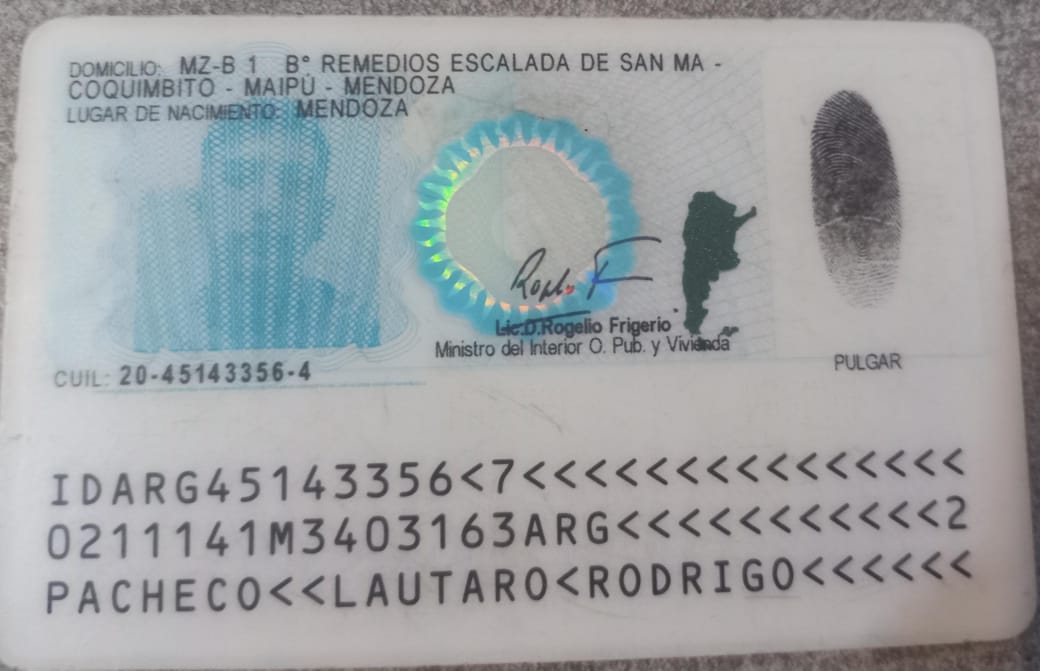 DOMICILIO: MZ-B 1 B° REMEDIOS ESCALADA DE SAN MA -
COQUIMBITO - MAIPÚ - MENDOZA
LUGAR DE NACIMIENTO: MENDOZA
Lic.D.Rogelio Frigerio
Ministro del Interior O. Pub. y Vivienda
PULGAR
CUIL: 20-45143356-4
IDARG45143356<7<<<<<<<<<<<<<<<
0211141M3403163ARG<<<<<<<<<<<2
PACHECO<<LAUTARO<RODRIGO<<<<<<